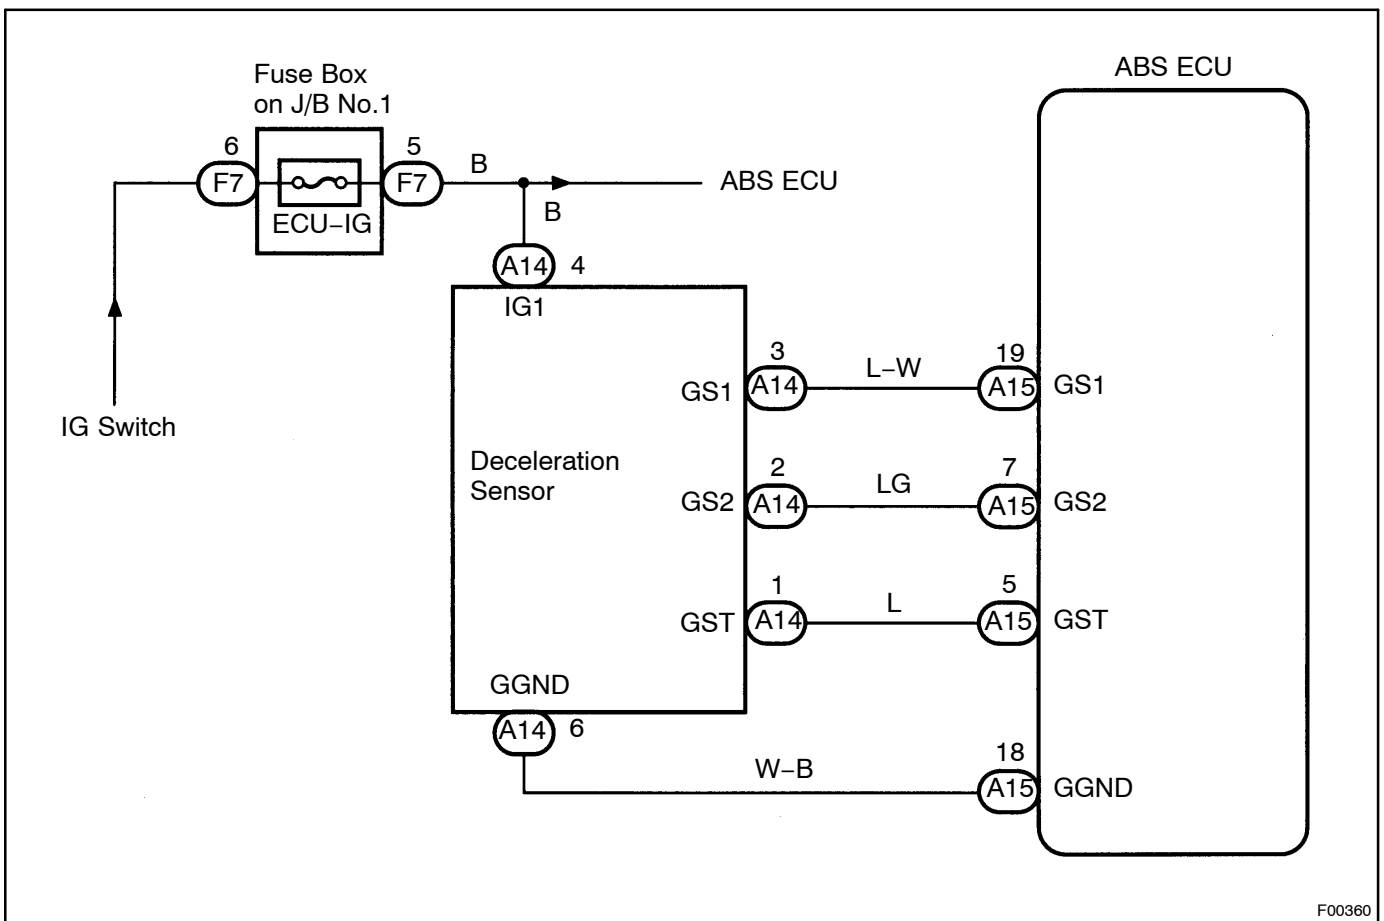 ABS ECU
Fuse Box
on J/B No.1
6
5
F7
F7
B
ABS ECU
ECU−IG
B
A14
4
IG1
IG Switch
3
L−W
19
GS1
A14
A15
GS1
Deceleration
Sensor
2
LG
7
GS2
A14
A15
GS2
1
L
5
GST
A14
A15
GST
GGND
A14
6
W−B
18
A15
GGND
F00360